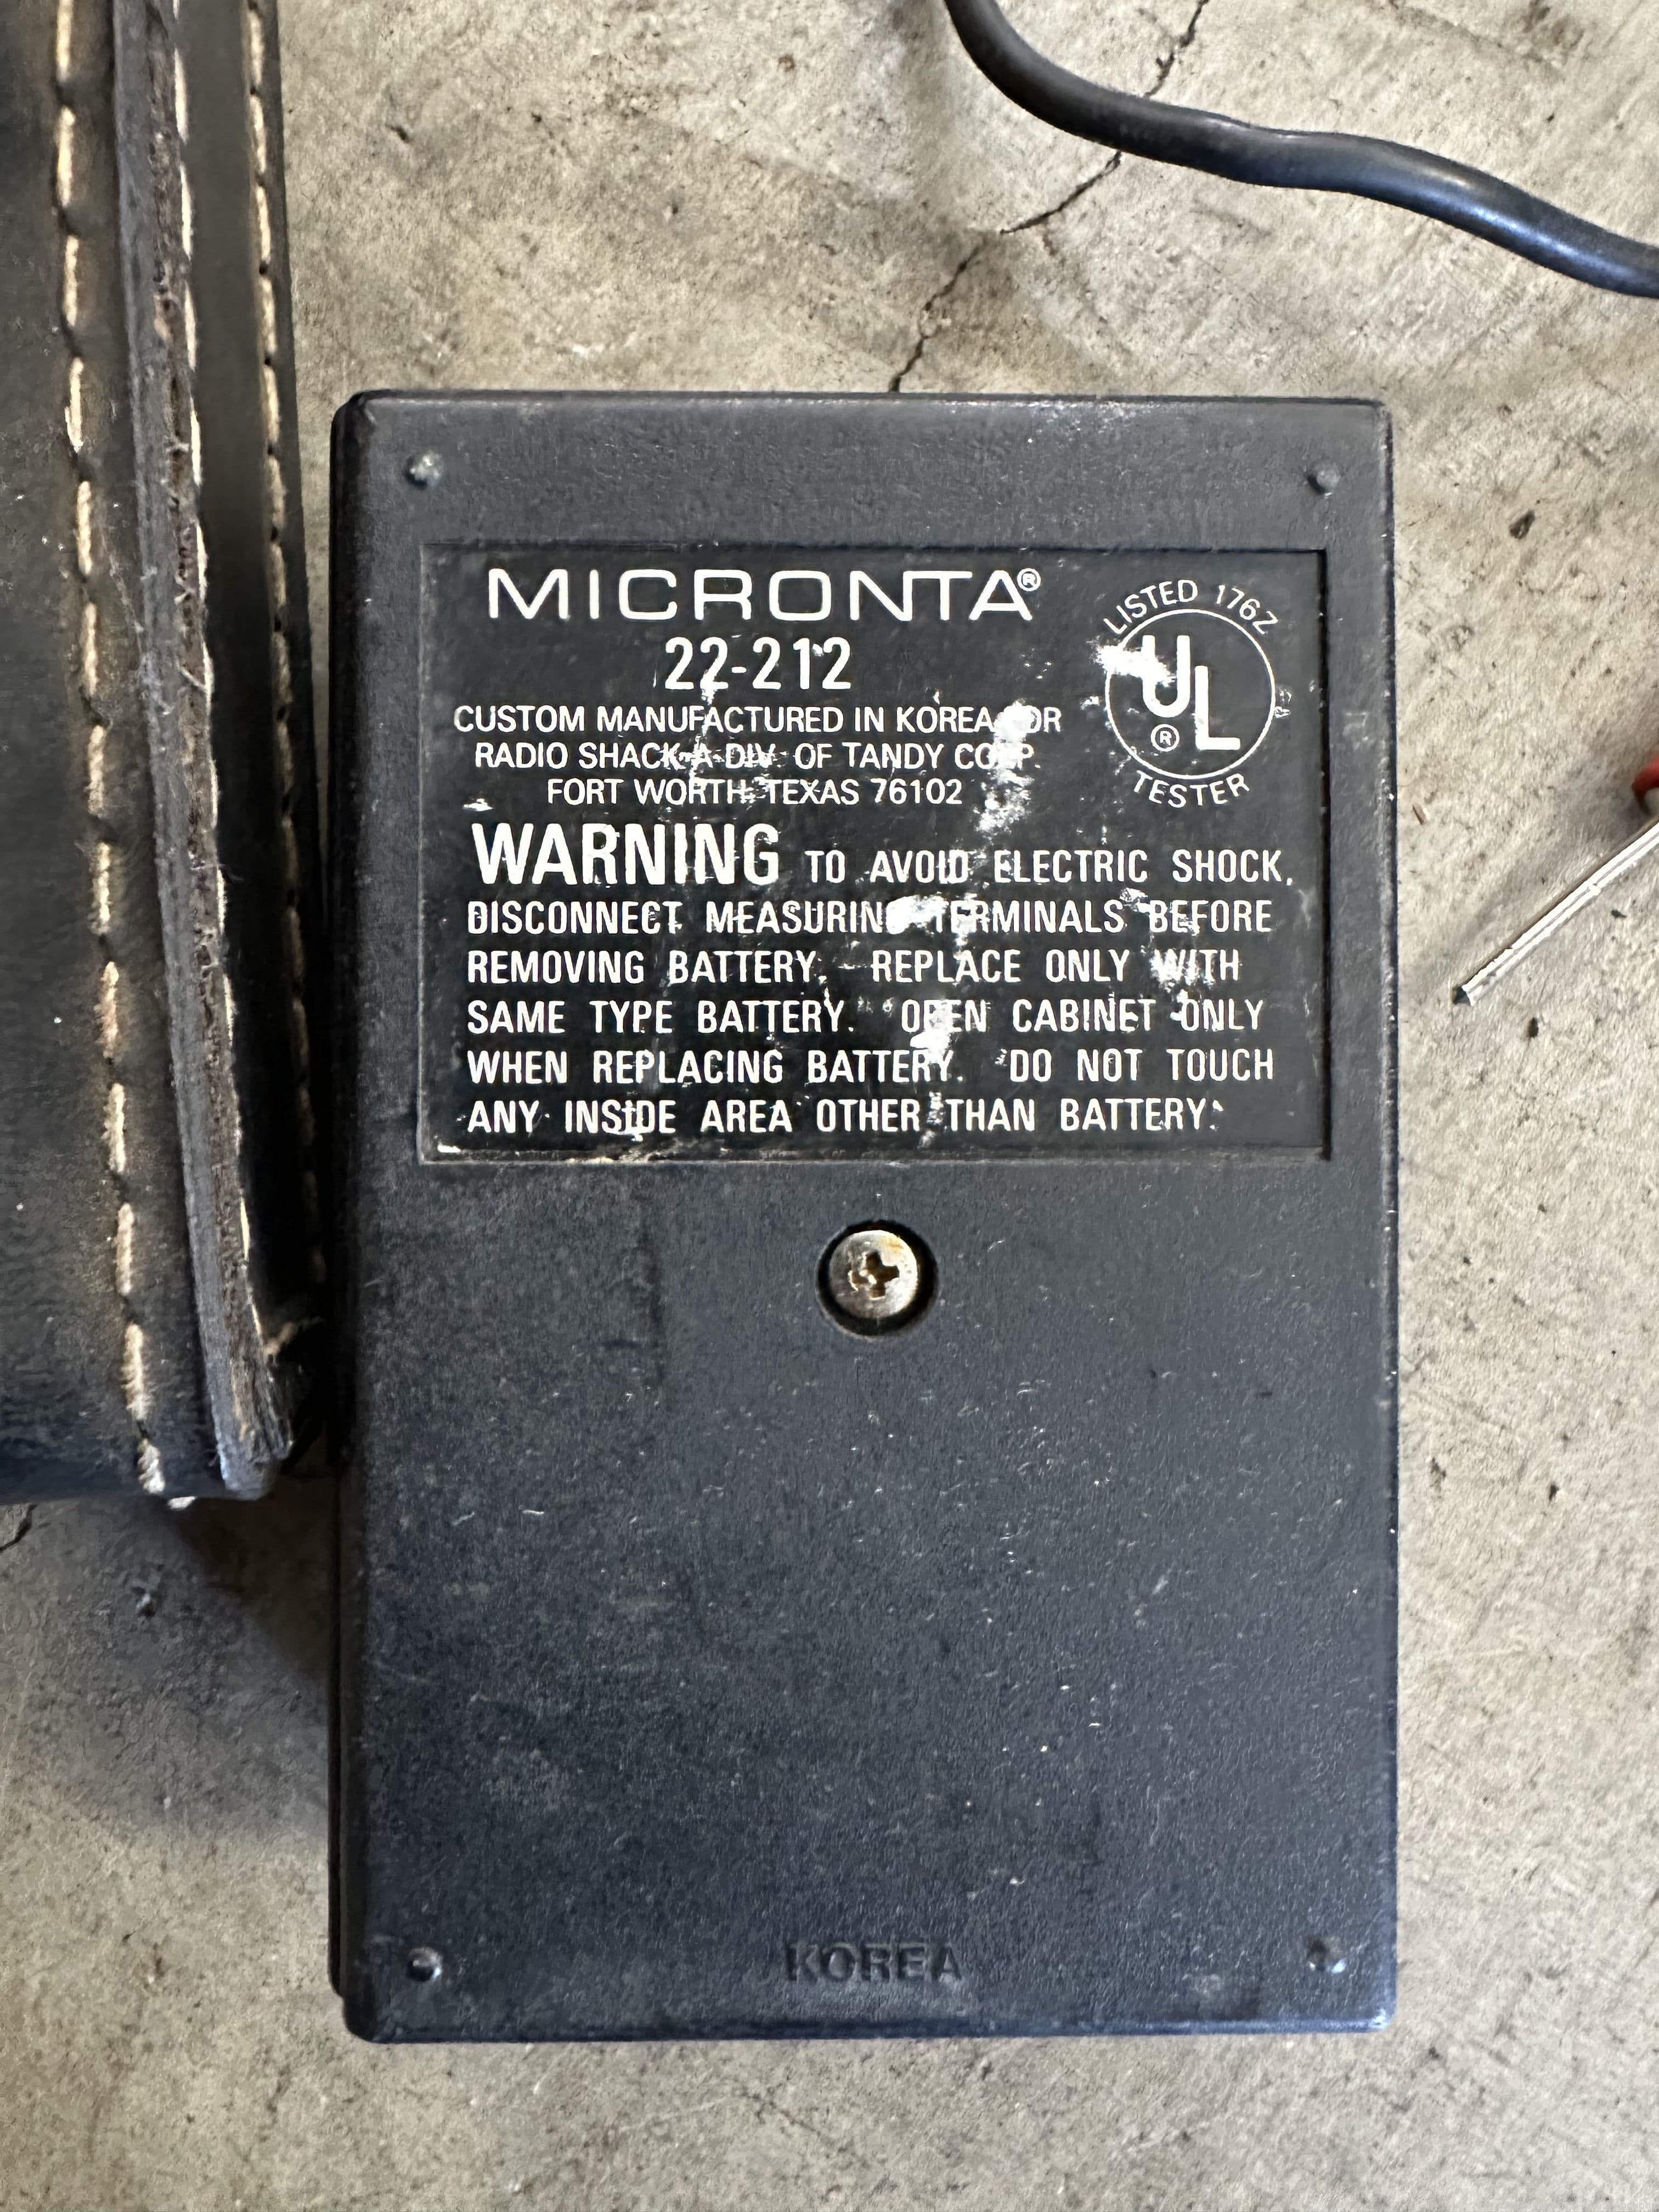 MICRONTA®
22-212
CUSTOM MANUFACTURED IN KOREA FOR
RADIO SHACK-A DIV. OF TANDY CORP.
FORT WORTH, TEXAS 76102
LISTED 176Z
UL
®
TESTER
WARNING TO AVOID ELECTRIC SHOCK,
DISCONNECT MEASURING TERMINALS BEFORE
REMOVING BATTERY. REPLACE ONLY WITH
SAME TYPE BATTERY. OPEN CABINET ONLY
WHEN REPLACING BATTERY. DO NOT TOUCH
ANY INSIDE AREA OTHER THAN BATTERY.
KOREA